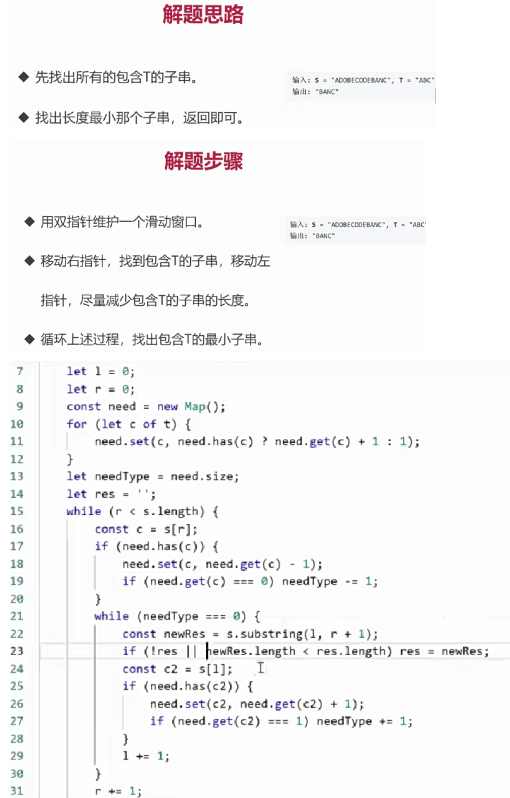 解题思路
◆ 先找出所有的包含T的子串。
输入: S = "ADOBECODEBANC", T = "ABC"
输出: "BANC"
◆ 找出长度最小那个子串，返回即可。
解题步骤
◆ 用双指针维护一个滑动窗口。
输入: S = "ADOBECODEBANC", T = "ABC"
输出: "BANC"
◆ 移动右指针，找到包含T的子串，移动左
指针，尽量减少包含T的子串的长度。
◆ 循环上述过程，找出包含T的最小子串。
7 let l = 0;
8 let r = 0;
9 const need = new Map();
10 for (let c of t) {
11 need.set(c, need.has(c) ? need.get(c) + 1 : 1);
12 }
13 let needType = need.size;
14 let res = '';
15 while (r < s.length) {
16 const c = s[r];
17 if (need.has(c)) {
18 need.set(c, need.get(c) - 1);
19 if (need.get(c) === 0) needType -= 1;
20 }
21 while (needType === 0) {
22 const newRes = s.substring(l, r + 1);
23 if (!res || newRes.length < res.length) res = newRes;
24 const c2 = s[l];
25 if (need.has(c2)) {
26 need.set(c2, need.get(c2) + 1);
27 if (need.get(c2) === 1) needType += 1;
28 }
29 l += 1;
30 }
31 r += 1;